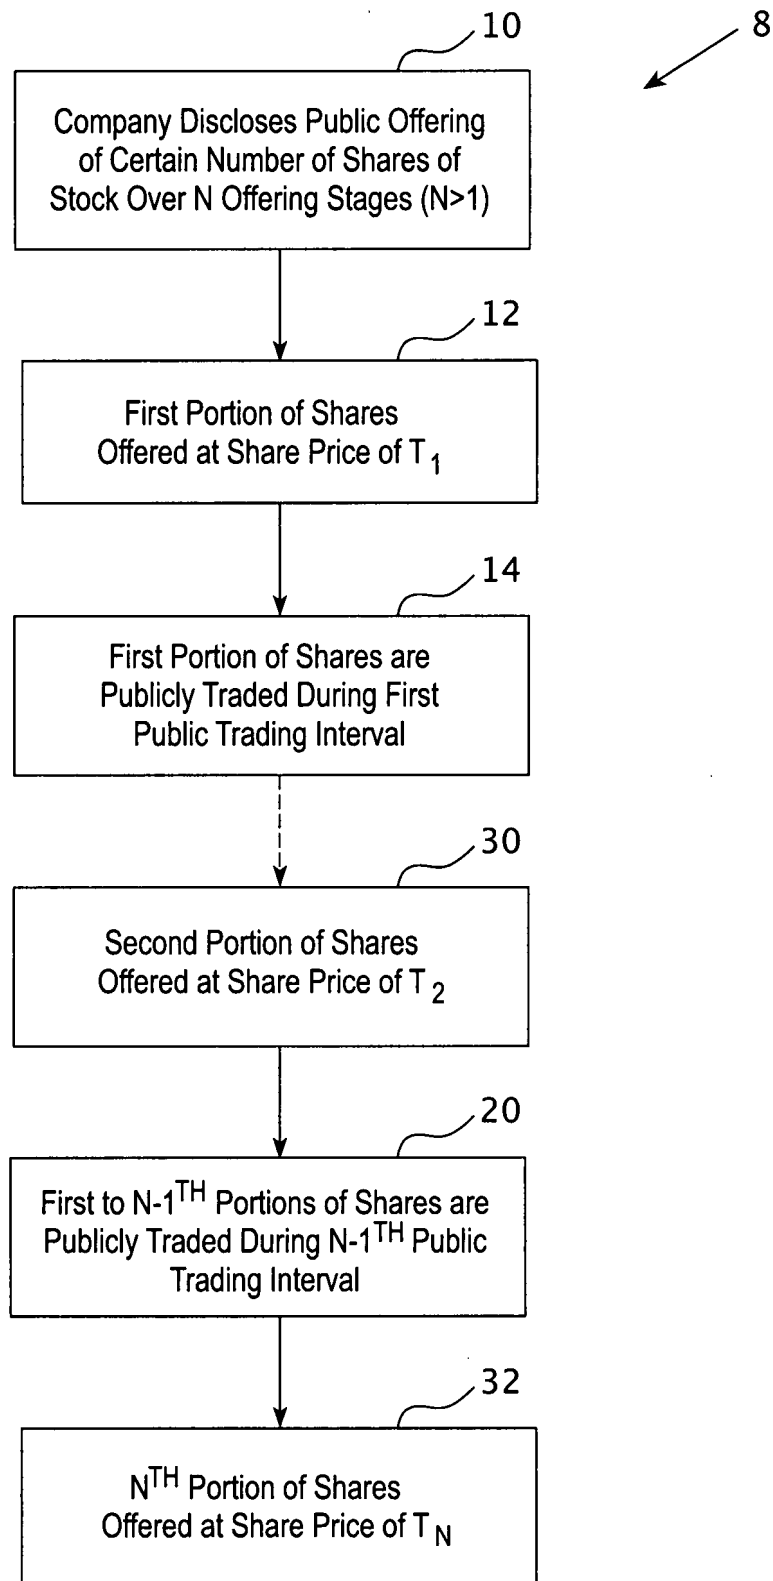 10
8
Company Discloses Public Offering
of Certain Number of Shares of
Stock Over N Offering Stages (N>1)
12
First Portion of Shares
Offered at Share Price of T1
14
First Portion of Shares are
Publicly Traded During First
Public Trading Interval
30
Second Portion of Shares
Offered at Share Price of T2
20
First to N-1TH Portions of Shares are
Publicly Traded During N-1TH Public
Trading Interval
32
NTH Portion of Shares
Offered at Share Price of TN